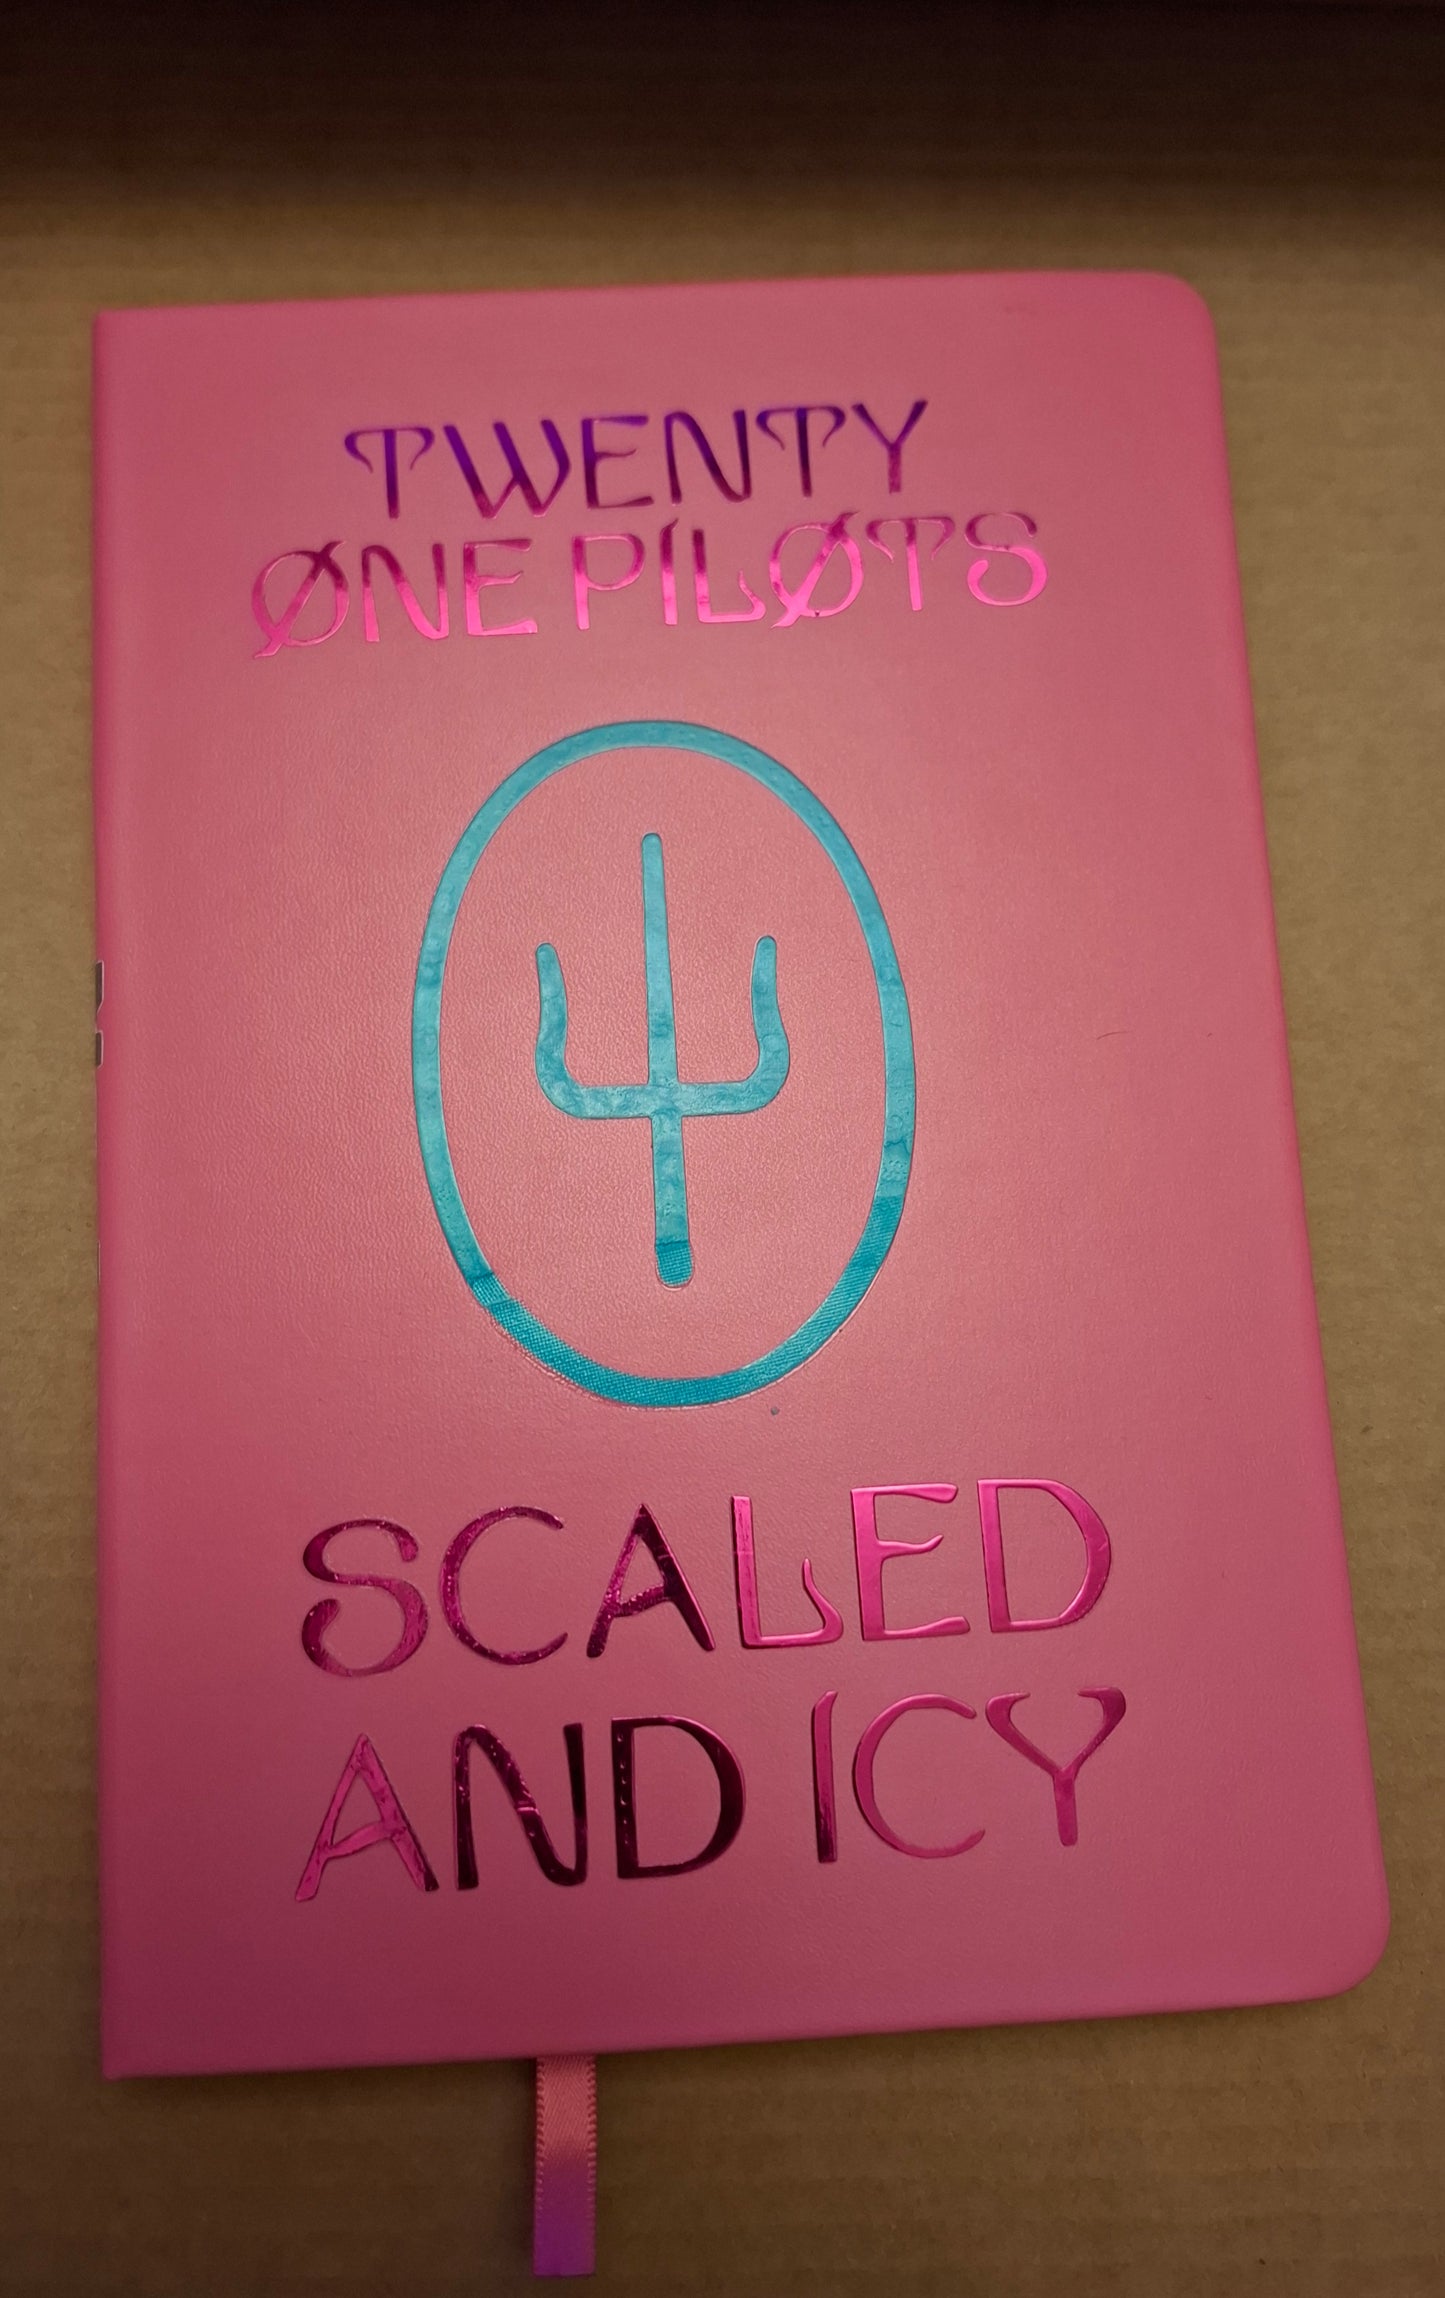 TWENTY
ØNE PILØTS
SCALED
AND ICY